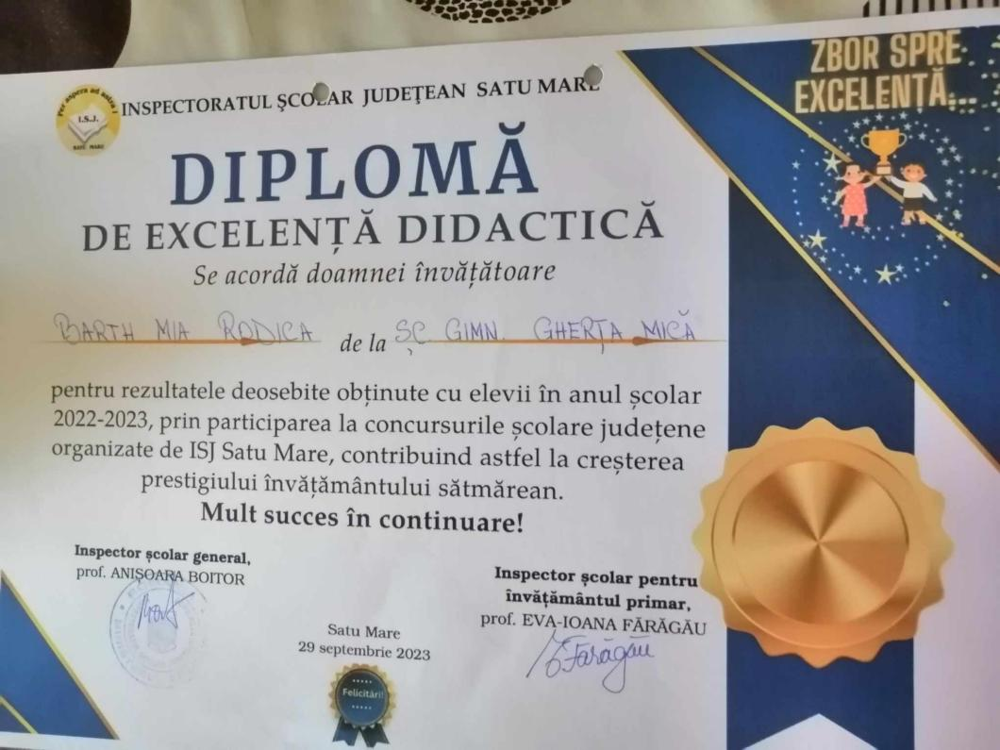 Per aspera ad astra!
I.S.J.
SATU MARE
INSPECTORATUL ŞCOLAR JUDEŢEAN SATU MARE
ZBOR SPRE
EXCELENȚĂ...
DIPLOMĂ
DE EXCELENȚĂ DIDACTICĂ
Se acordă doamnei învățătoare
BARTH MIA RODICA de la ȘC GIMN. GHERȚA MICĂ
pentru rezultatele deosebite obținute cu elevii în anul școlar
2022-2023, prin participarea la concursurile școlare județene
organizate de ISJ Satu Mare, contribuind astfel la creșterea
prestigiului învățământului sătmărean.
Mult succes în continuare!
Inspector școlar general,
prof. ANIȘOARA BOITOR
Inspector școlar pentru
învățământul primar,
prof. EVA-IOANA FĂRĂGĂU
EFărăgău
Satu Mare
29 septembrie 2023
Felicitări!